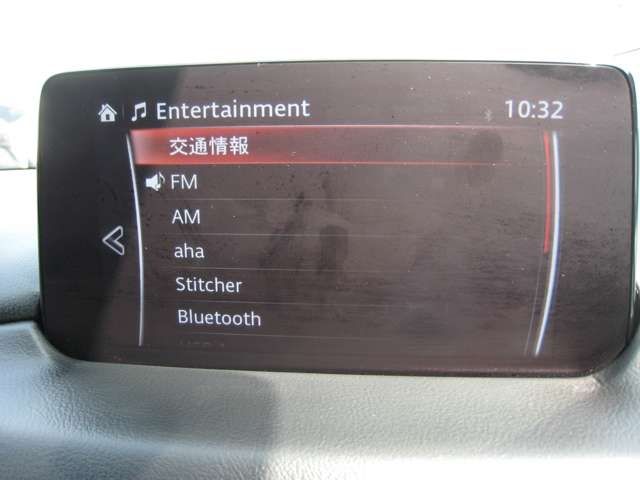 Entertainment 10:32
交通情報
FM
AM
aha
Stitcher
Bluetooth